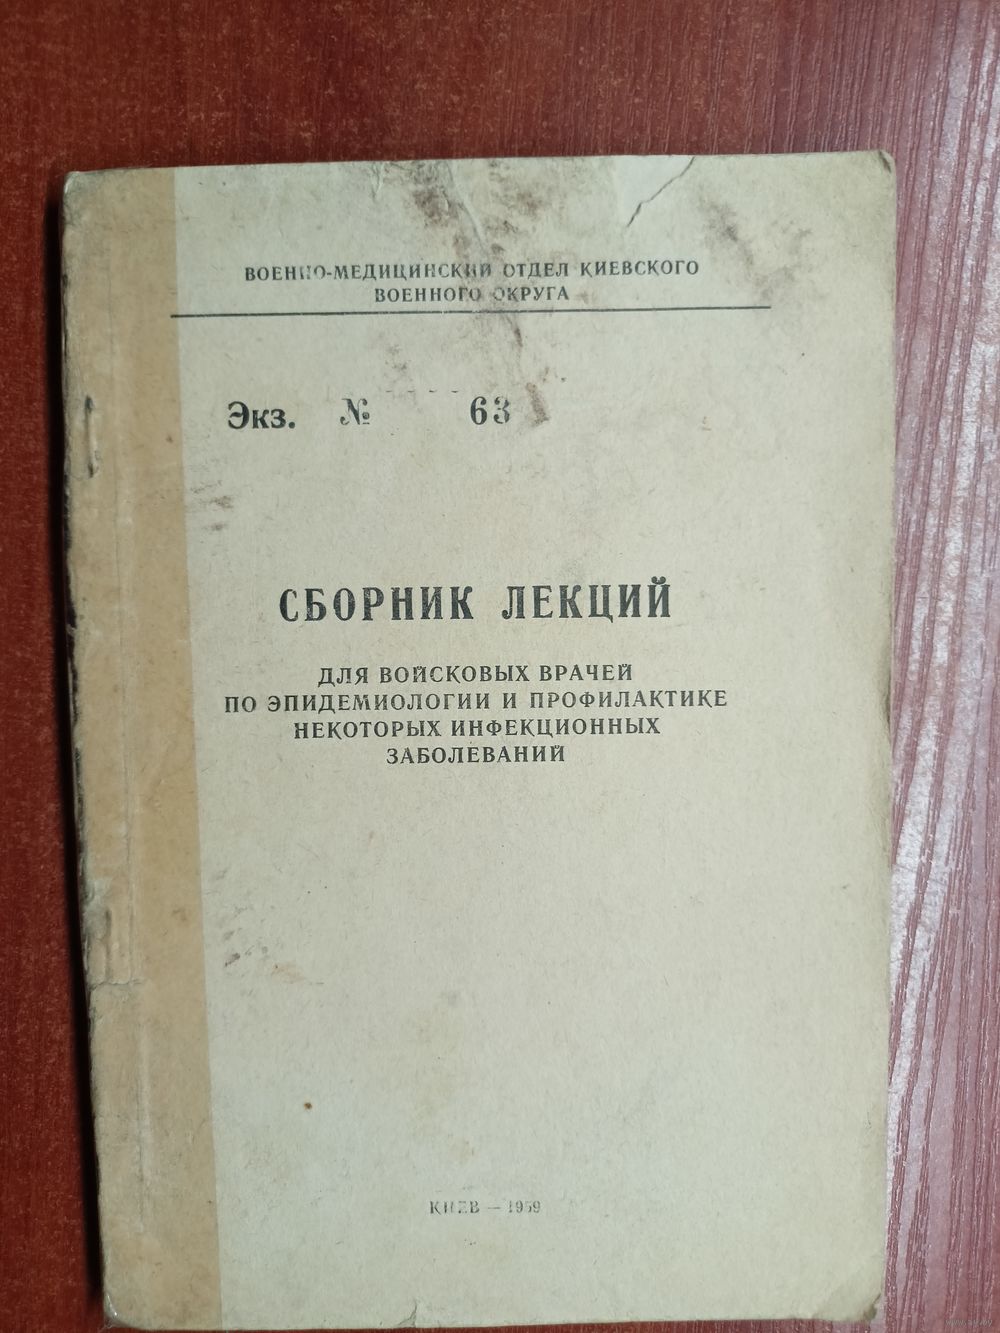 ВОЕННО-МЕДИЦИНСКИЙ ОТДЕЛ КИЕВСКОГО
ВОЕННОГО ОКРУГА
Экз. № 63
СБОРНИК ЛЕКЦИЙ
ДЛЯ ВОЙСКОВЫХ ВРАЧЕЙ
ПО ЭПИДЕМИОЛОГИИ И ПРОФИЛАКТИКЕ
НЕКОТОРЫХ ИНФЕКЦИОННЫХ
ЗАБОЛЕВАНИЙ
КИЕВ — 1959